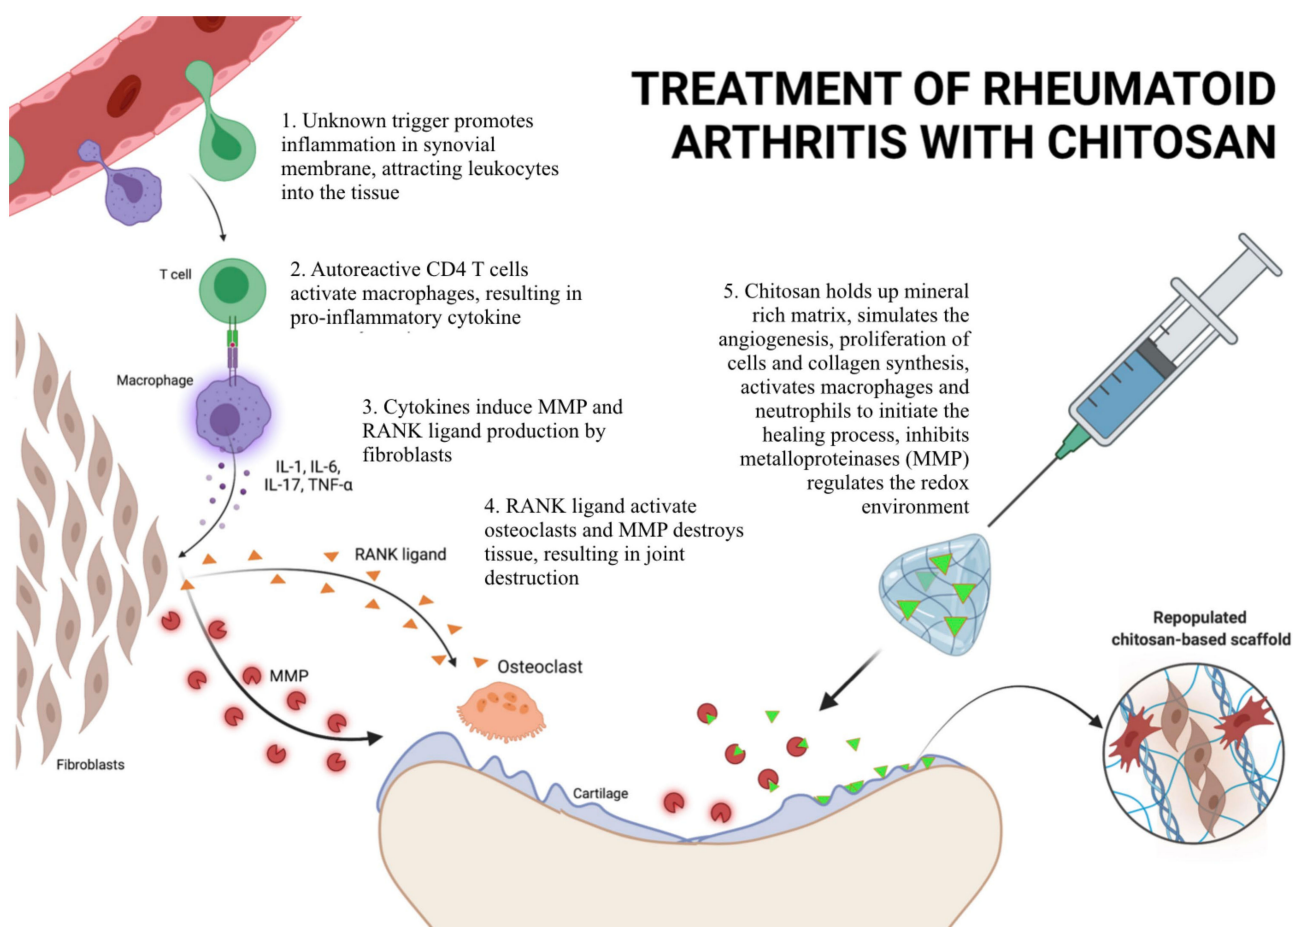 TREATMENT OF RHEUMATOID
ARTHRITIS WITH CHITOSAN
1. Unknown trigger promotes
inflammation in synovial
membrane, attracting leukocytes
into the tissue
T cell
2. Autoreactive CD4 T cells
activate macrophages, resulting in
pro-inflammatory cytokine
Macrophage
3. Cytokines induce MMP and
RANK ligand production by
fibroblasts
IL-1, IL-6,
IL-17, TNF-α
4. RANK ligand activate
osteoclasts and MMP destroys
tissue, resulting in joint
destruction
RANK ligand
MMP
Osteoclast
Fibroblasts
Cartilage
5. Chitosan holds up mineral
rich matrix, simulates the
angiogenesis, proliferation of
cells and collagen synthesis,
activates macrophages and
neutrophils to initiate the
healing process, inhibits
metalloproteinases (MMP)
regulates the redox
environment
Repopulated
chitosan-based scaffold